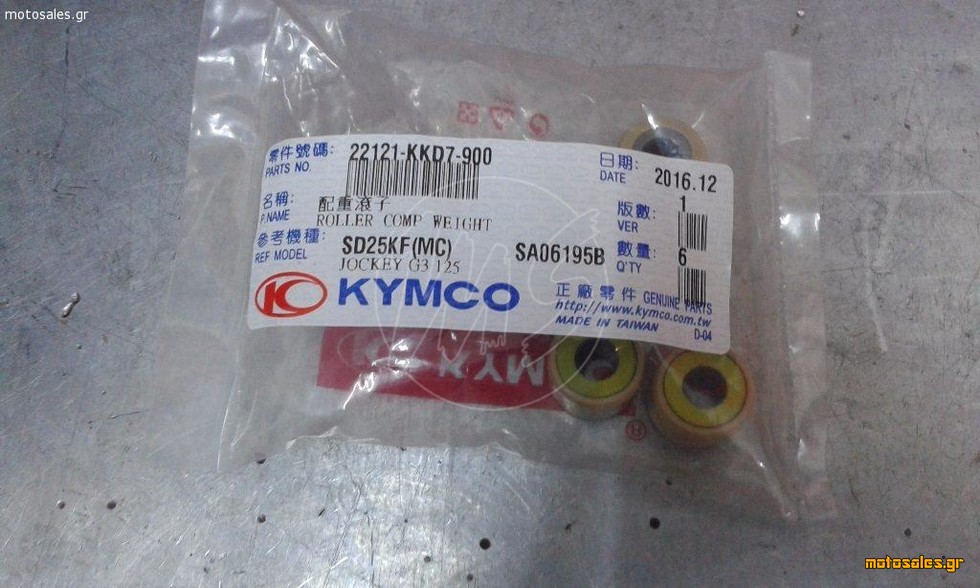 motosales.gr
零件號碼: 22121-KKD7-900
PARTS NO.
日期: 2016.12
DATE
名稱: 配重滾子
P.NAME ROLLER COMP WEIGHT
版數: 1
VER
參考機種: SD25KF(MC) SA06195B
REF MODEL JOCKEY G3 125
數量: 6
Q'TY
KYMCO
正廠零件 GENUINE PARTS
http://www.kymco.com.tw
MADE IN TAIWAN
D-04
KYM
®
motosales.gr